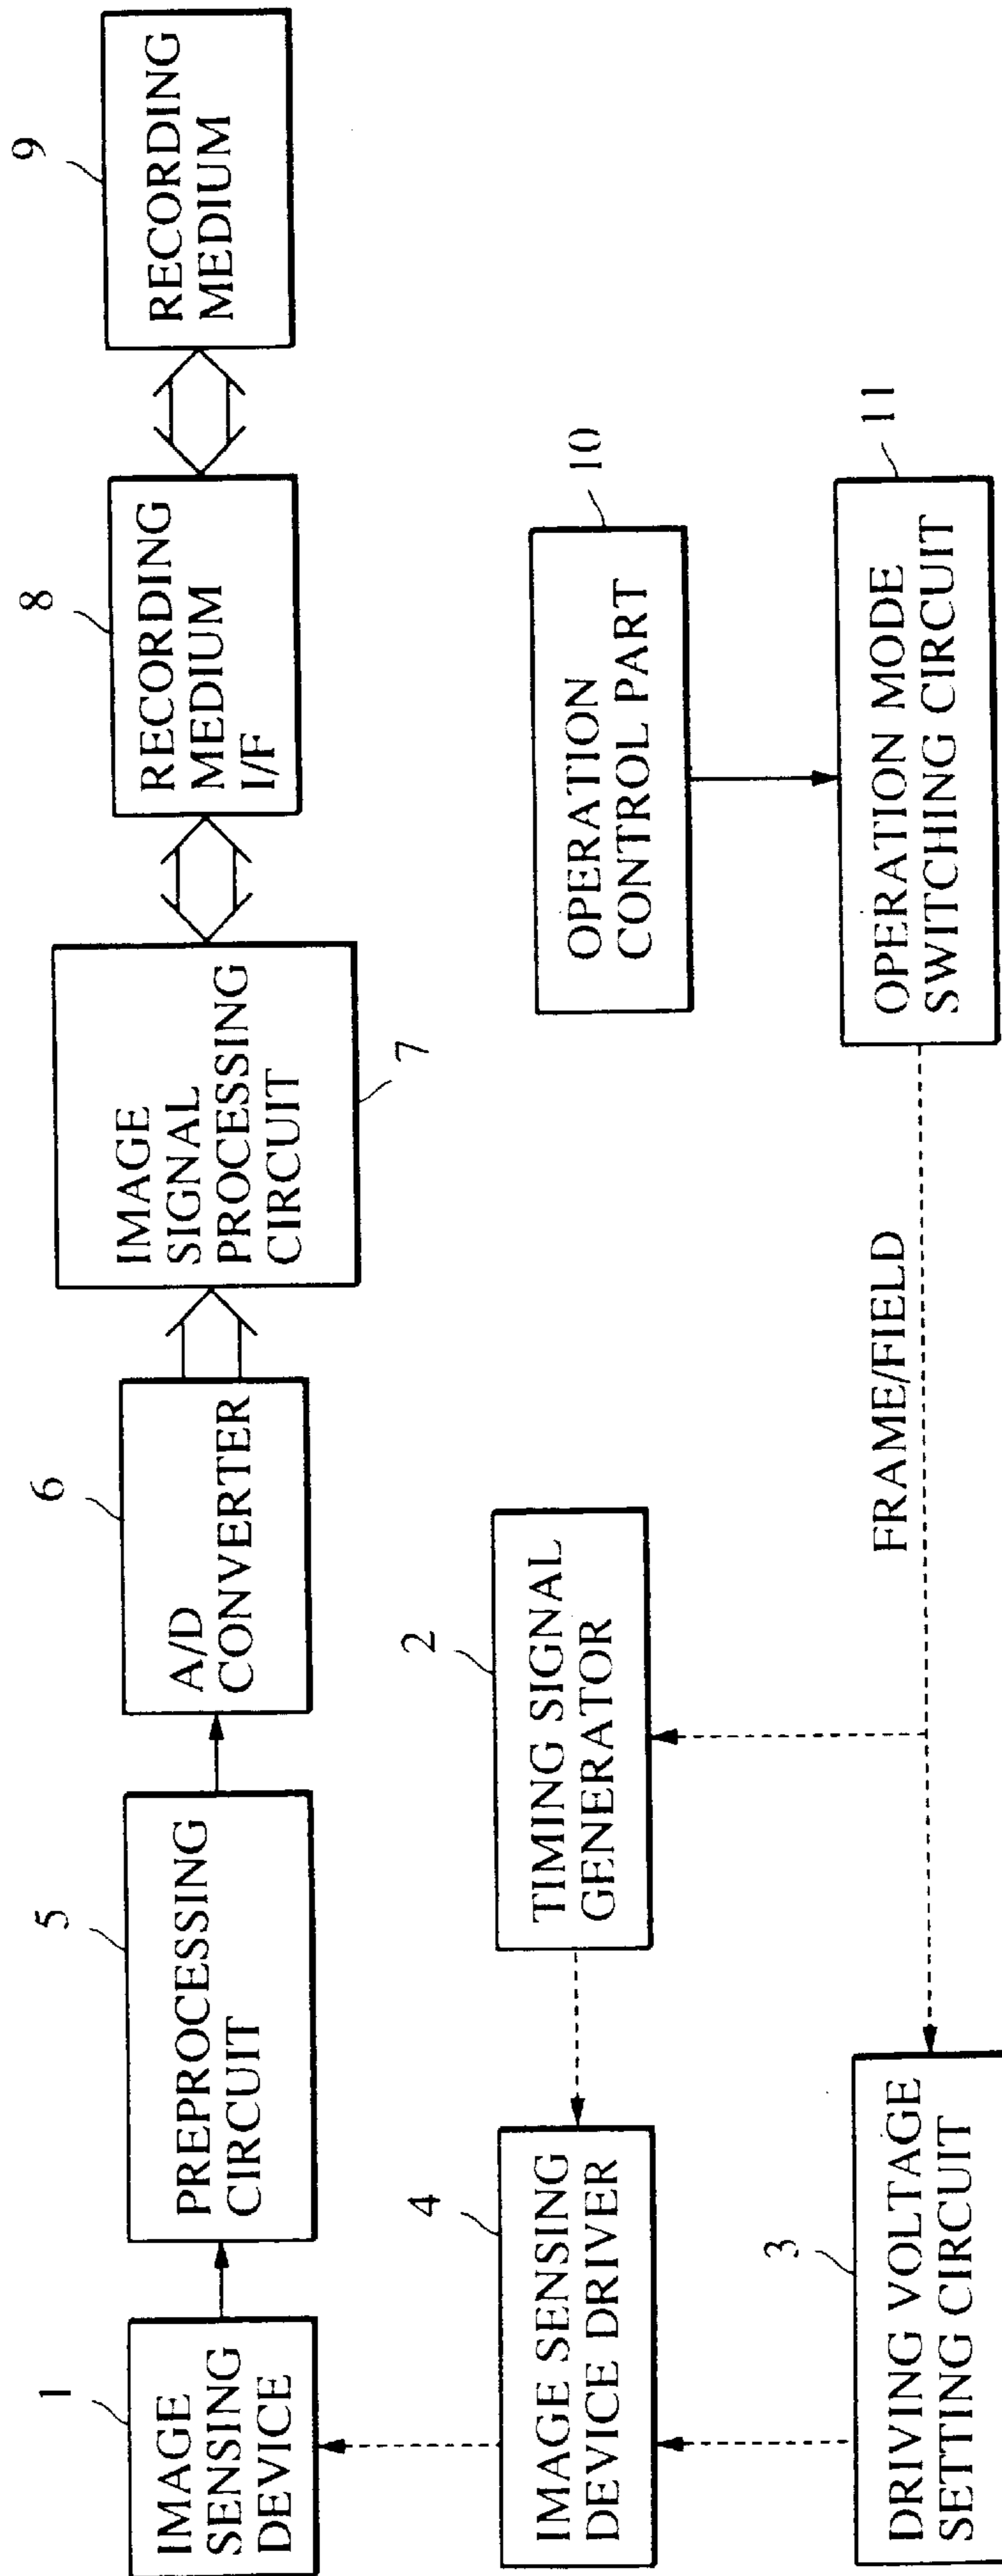 1
IMAGE
SENSING
DEVICE
5
PREPROCESSING
CIRCUIT
6
A/D
CONVERTER
IMAGE
SIGNAL
PROCESSING
CIRCUIT
7
8
RECORDING
MEDIUM
I/F
9
RECORDING
MEDIUM
4
IMAGE SENSING
DEVICE DRIVER
2
TIMING SIGNAL
GENERATOR
10
OPERATION
CONTROL PART
3
DRIVING VOLTAGE
SETTING CIRCUIT
FRAME/FIELD
11
OPERATION MODE
SWITCHING CIRCUIT